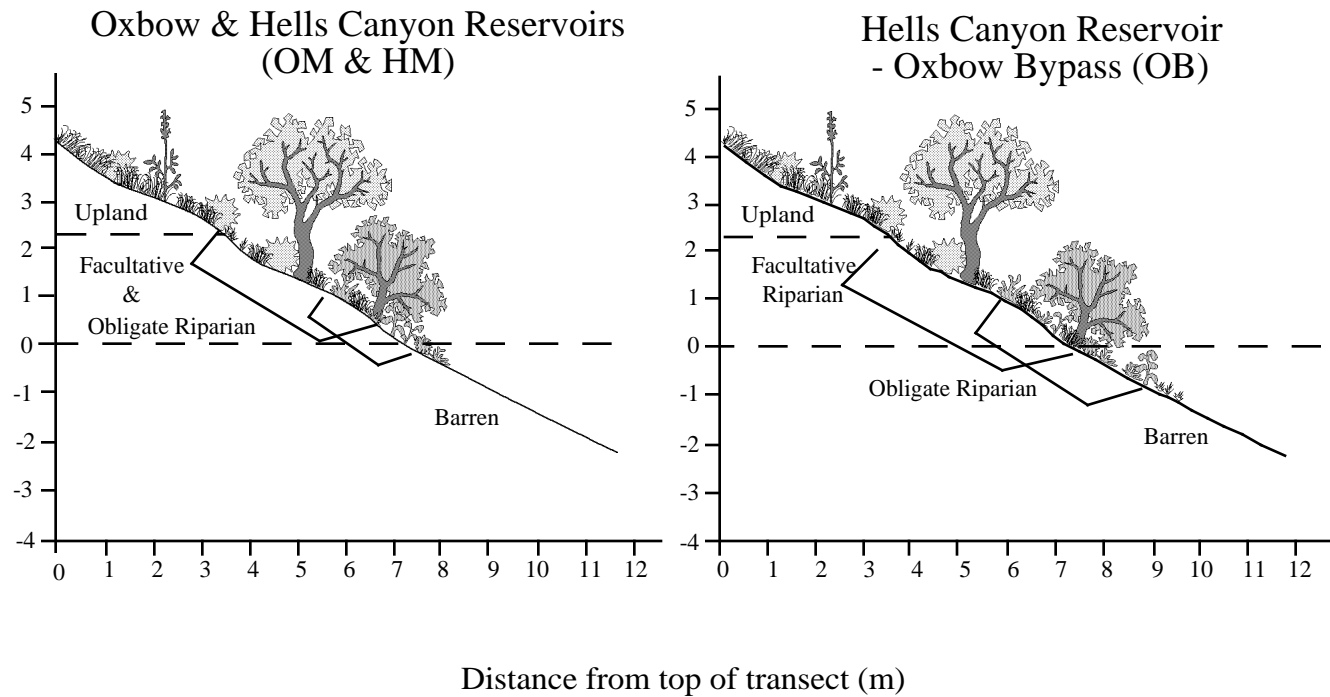 Oxbow & Hells Canyon Reservoirs
(OM & HM)
5
4
3
2
1
0
-1
-2
-3
-4
Upland
Facultative
&
Obligate Riparian
Barren
0 1 2 3 4 5 6 7 8 9 10 11 12
Hells Canyon Reservoir
- Oxbow Bypass (OB)
5
4
3
2
1
0
-1
-2
-3
-4
Upland
Facultative
Riparian
Obligate Riparian
Barren
0 1 2 3 4 5 6 7 8 9 10 11 12
Distance from top of transect (m)